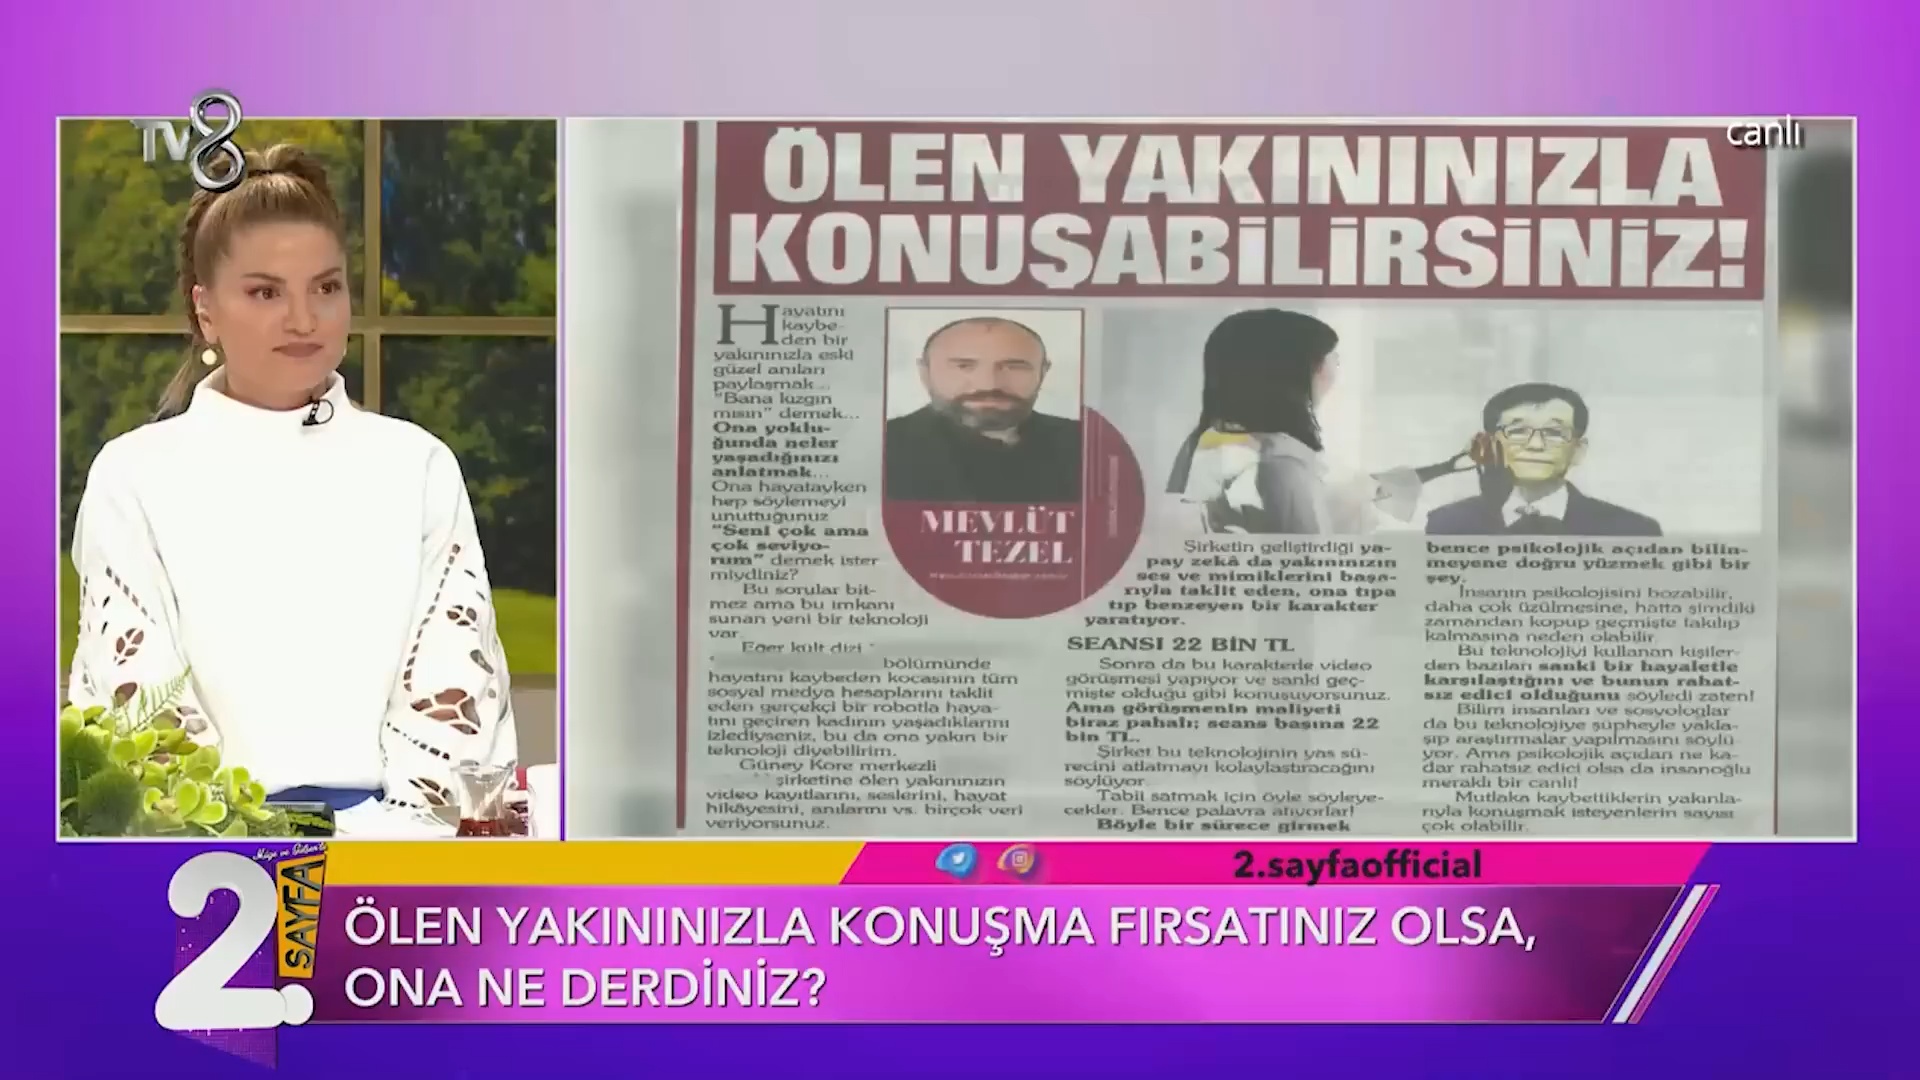 TV8
canlı
ÖLEN YAKINININIZLA
KONUŞABİLİRSİNİZ!
Hayatını
kaybe-
den bir
yakınınızla eski
güzel anıları
paylaşmak...
"Bana kızgın
mısın" demek...
Ona yoklu-
ğunda neler
yaşadığınızı
anlatmak...
Ona hayatayken
hep söylemeyi
unuttuğunuz
"Seni çok ama
çok seviyo-
rum" demek ister
miydiniz?
Bu sorular bit-
mez ama bu imkanı
sunan yeni bir teknoloji
var.
Eğer kült dizi
bölümünde
hayatını kaybeden kocasının tüm
sosyal medya hesaplarını taklit
eden gerçekçi bir robotla haya-
tını geçiren kadının yaşadıklarını
izlediyseniz, bu da ona yakın bir
teknoloji diyebilirim.
Güney Kore merkezli
şirketine ölen yakınınızın
video kayıtlarını, seslerini, hayat
hikâyesini, anılarını vs. birçok veri
veriyorsunuz.
MEVLÜT
TEZEL
Şirketin geliştirdiği ya-
pay zekâ da yakınınızın
ses ve mimiklerini başa-
rıyla taklit eden, ona tıpa
tıp benzeyen bir karakter
yaratıyor.
SEANSI 22 BİN TL
Sonra da bu karakterle video
görüşmesi yapıyor ve sanki geç-
mişte olduğu gibi konuşuyorsunuz.
Ama görüşmenin maliyeti
biraz pahalı; seans başına 22
bin TL.
Şirket bu teknolojinin yas sü-
recini atlatmayı kolaylaştıracağını
söylüyor.
Tabii satmak için öyle söyleye-
cekler. Bence palavra atıyorlar!
Böyle bir sürece girmek
bence psikolojik açıdan bilin-
meyene doğru yüzmek gibi bir
şey.
İnsanın psikolojisini bozabilir,
daha çok üzülmesine, hatta şimdiki
zamandan kopup geçmişte takılıp
kalmasına neden olabilir.
Bu teknolojiyi kullanan kişiler-
den bazıları sanki bir hayaletle
karşılaştığını ve bunun rahat-
sız edici olduğunu söyledi zaten!
Bilim insanları ve sosyologlar
da bu teknolojiye şüpheyle yakla-
şıp araştırmalar yapılmasını söylü-
yor. Ama psikolojik açıdan ne ka-
dar rahatsız edici olsa da insanoğlu
meraklı bir canlı!
Mutlaka kaybettiklerin yakınla-
rıyla konuşmak isteyenlerin sayısı
çok olabilir.
Müge ve Gülşen'le
2. SAYFA
2.sayfaofficial
ÖLEN YAKINININIZLA KONUŞMA FIRSATINIZ OLSA,
ONA NE DERDİNİZ?